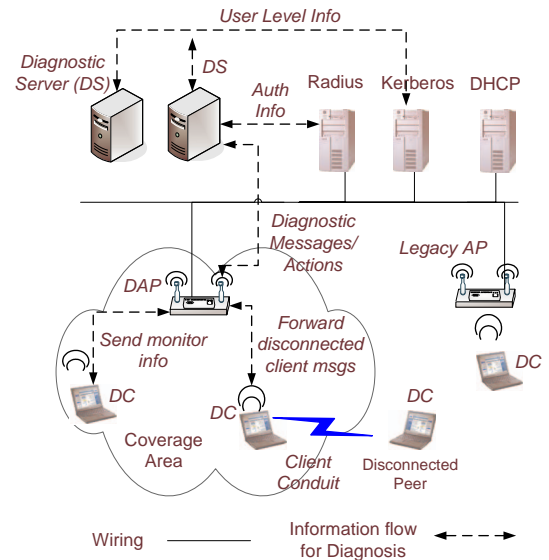 User Level Info
Diagnostic
Server (DS)
DS
Auth
Info
Radius
Kerberos
DHCP
Diagnostic
Messages/
Actions
Legacy AP
DAP
Send monitor
info
Forward
disconnected
client msgs
DC
DC
DC
DC
Coverage
Area
Client
Conduit
Disconnected
Peer
Wiring
Information flow
for Diagnosis